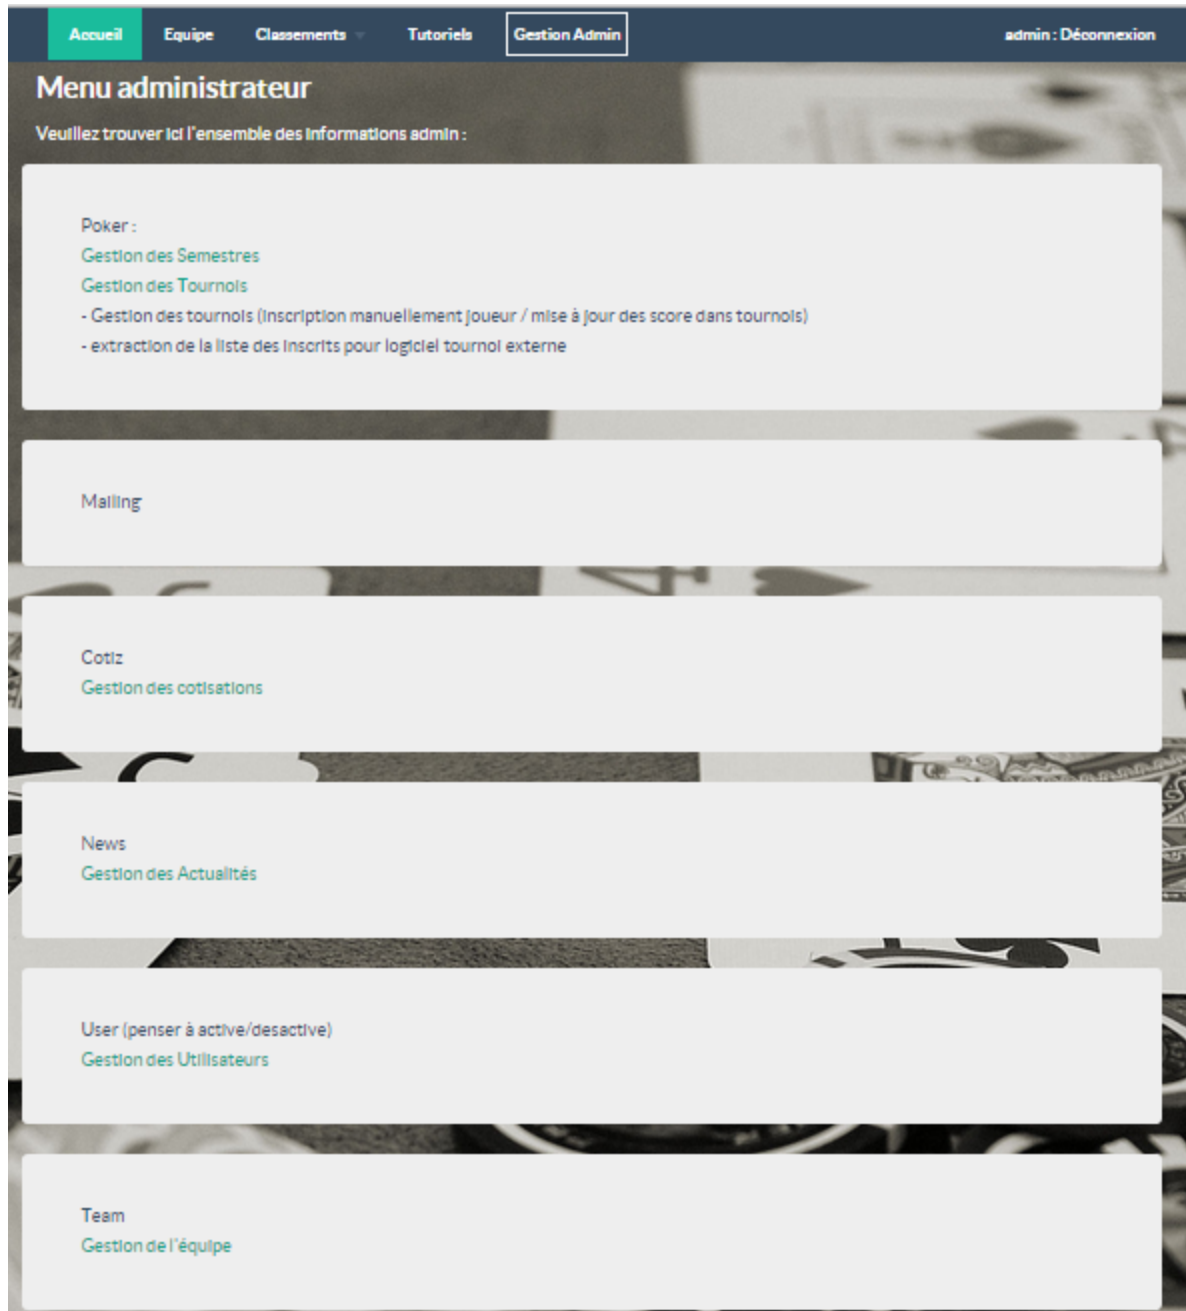 Accueil Equipe Classements Tutoriels Gestion Admin admin : Déconnexion
Menu administrateur
Veuillez trouver ici l'ensemble des informations admin :
Poker :
Gestion des Semestres
Gestion des Tournois
- Gestion des tournois (inscription manuellement joueur / mise à jour des score dans tournois)
- extraction de la liste des inscrits pour logiciel tournoi externe
Mailing
Cotiz
Gestion des cotisations
News
Gestion des Actualités
User (penser à active/desactive)
Gestion des Utilisateurs
Team
Gestion de l'équipe